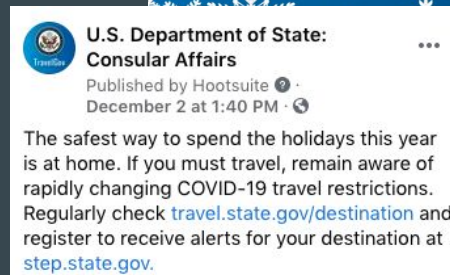 U.S. Department of State:
Consular Affairs
TravelGov
Published by Hootsuite ·
December 2 at 1:40 PM ·
The safest way to spend the holidays this year
is at home. If you must travel, remain aware of
rapidly changing COVID-19 travel restrictions.
Regularly check travel.state.gov/destination and
register to receive alerts for your destination at
step.state.gov.